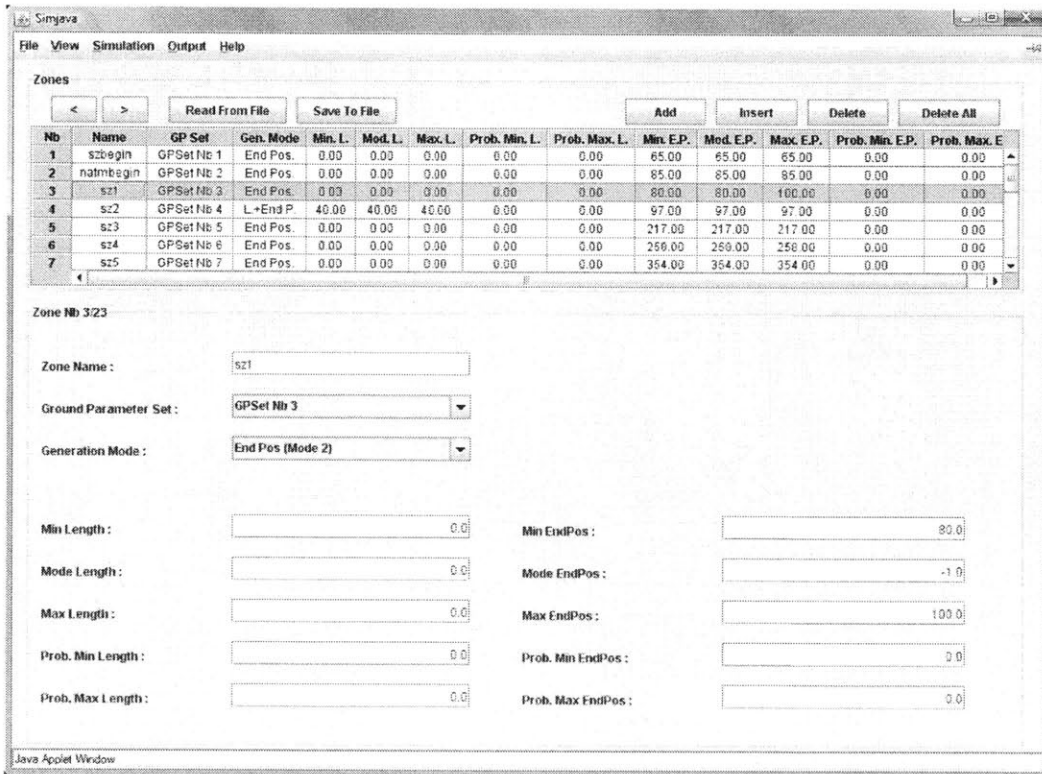 Simjava
File View Simulation Output Help
Zones
< > Read From File Save To File Add Insert Delete Delete All
Nb Name GP Set Gen. Mode Min. L. Mod. L. Max. L. Prob. Min. L. Prob. Max. L. Min. E.P. Mod. E.P. Max. E.P. Prob. Min. E.P. Prob. Max. E
1 szbegin GPSet Nb 1 End Pos. 0.00 0.00 0.00 0.00 0.00 65.00 65.00 65.00 0.00 0.00
2 natmbegin GPSet Nb 2 End Pos. 0.00 0.00 0.00 0.00 0.00 85.00 85.00 85.00 0.00 0.00
3 sz1 GPSet Nb 3 End Pos. 0.00 0.00 0.00 0.00 0.00 80.00 80.00 100.00 0.00 0.00
4 sz2 GPSet Nb 4 L.+End P. 40.00 40.00 40.00 0.00 0.00 97.00 97.00 97.00 0.00 0.00
5 sz3 GPSet Nb 5 End Pos. 0.00 0.00 0.00 0.00 0.00 217.00 217.00 217.00 0.00 0.00
6 sz4 GPSet Nb 6 End Pos. 0.00 0.00 0.00 0.00 0.00 256.00 256.00 256.00 0.00 0.00
7 sz5 GPSet Nb 7 End Pos. 0.00 0.00 0.00 0.00 0.00 354.00 354.00 354.00 0.00 0.00
Zone Nb 3/23
Zone Name : sz1
Ground Parameter Set : GPSet Nb 3
Generation Mode : End Pos (Mode 2)
Min Length : 0.0 Min EndPos : 80.0
Mode Length : 0.0 Mode EndPos : -1.0
Max Length : 0.0 Max EndPos : 100.0
Prob. Min Length : 0.0 Prob. Min EndPos : 0.0
Prob. Max Length : 0.0 Prob. Max EndPos : 0.0
Java Applet Window